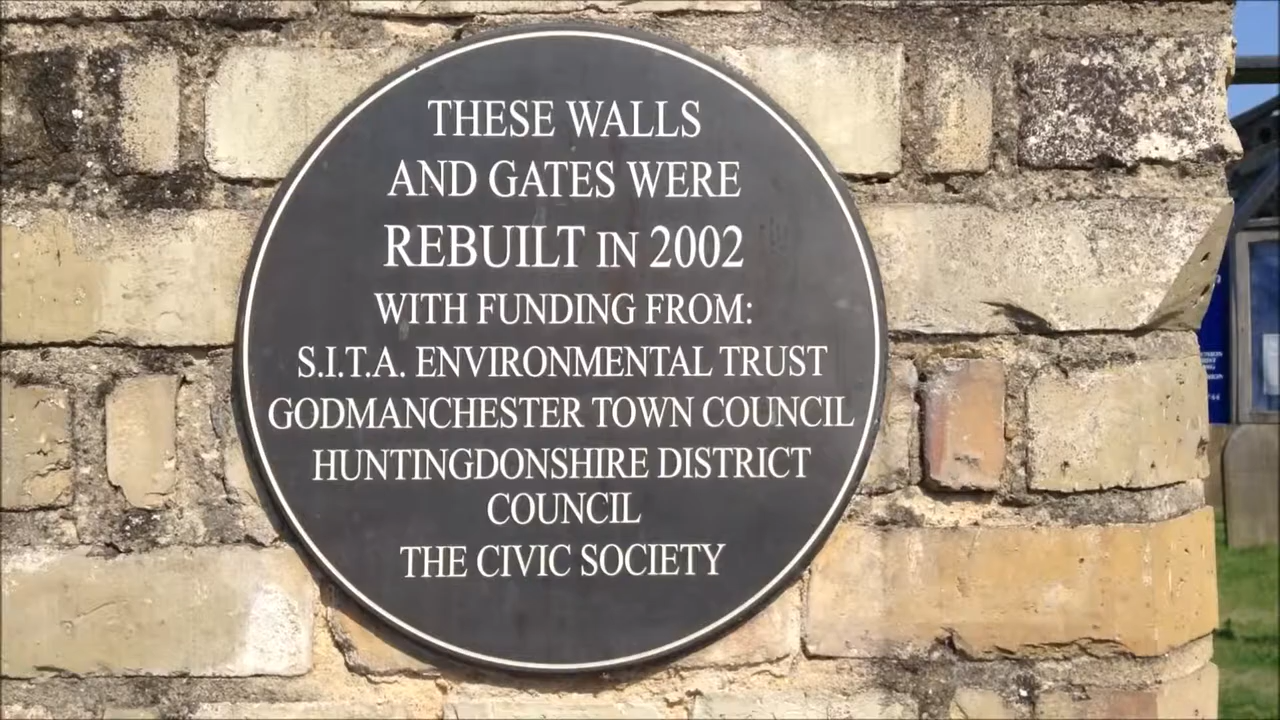 THESE WALLS
AND GATES WERE
REBUILT IN 2002
WITH FUNDING FROM:
S.I.T.A. ENVIRONMENTAL TRUST
GODMANCHESTER TOWN COUNCIL
HUNTINGDONSHIRE DISTRICT
COUNCIL
THE CIVIC SOCIETY